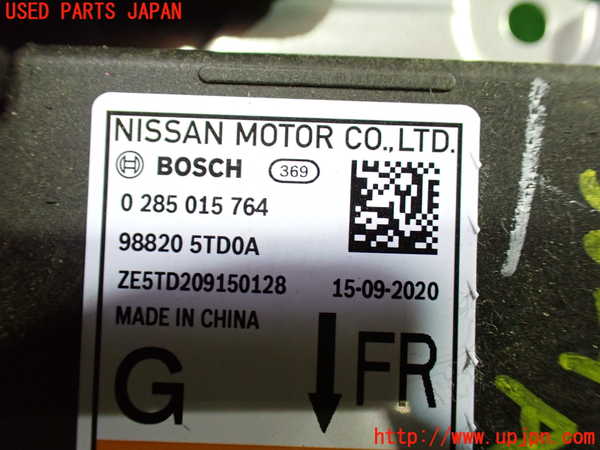 USED PARTS JAPAN
NISSAN MOTOR CO.,LTD.
BOSCH 369
0 285 015 764
98820 5TD0A
ZE5TD209150128 15-09-2020
MADE IN CHINA
G FR
http://www.upjpn.com/